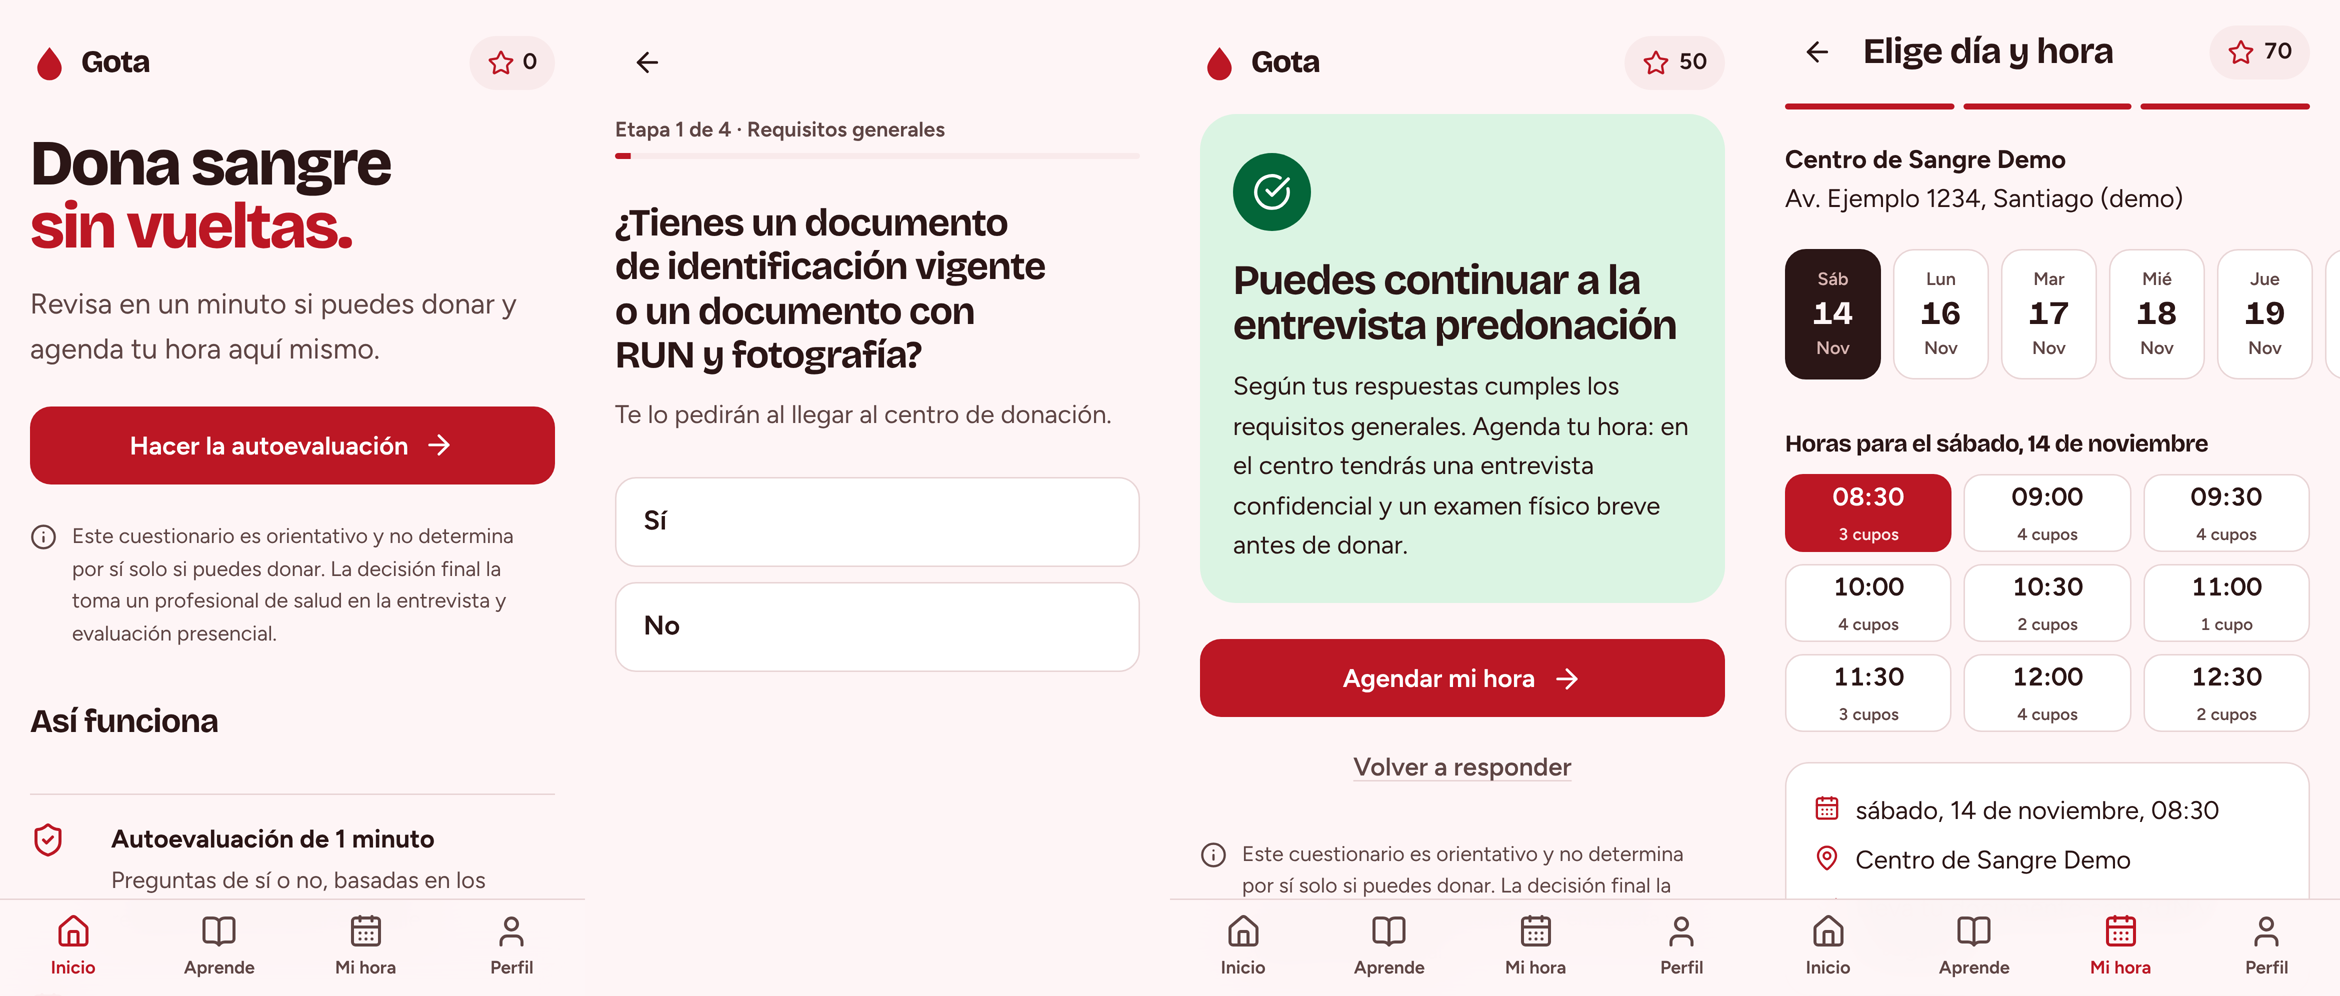 Gota
0
Dona sangre
sin vueltas.
Revisa en un minuto si puedes donar y
agenda tu hora aquí mismo.
Hacer la autoevaluación
Este cuestionario es orientativo y no determina
por sí solo si puedes donar. La decisión final la
toma un profesional de salud en la entrevista y
evaluación presencial.
Así funciona
Autoevaluación de 1 minuto
Preguntas de sí o no, basadas en los
Inicio
Aprende
Mi hora
Perfil
Etapa 1 de 4 · Requisitos generales
¿Tienes un documento
de identificación vigente
o un documento con
RUN y fotografía?
Te lo pedirán al llegar al centro de donación.
Sí
No
Gota
50
Puedes continuar a la
entrevista predonación
Según tus respuestas cumples los
requisitos generales. Agenda tu hora: en
el centro tendrás una entrevista
confidencial y un examen físico breve
antes de donar.
Agendar mi hora
Volver a responder
Este cuestionario es orientativo y no determina
por sí solo si puedes donar. La decisión final la
Inicio
Aprende
Mi hora
Perfil
Elige día y hora
70
Centro de Sangre Demo
Av. Ejemplo 1234, Santiago (demo)
Sáb
14
Nov
Lun
16
Nov
Mar
17
Nov
Mié
18
Nov
Jue
19
Nov
Horas para el sábado, 14 de noviembre
08:30
3 cupos
09:00
4 cupos
09:30
4 cupos
10:00
4 cupos
10:30
2 cupos
11:00
1 cupo
11:30
3 cupos
12:00
4 cupos
12:30
2 cupos
sábado, 14 de noviembre, 08:30
Centro de Sangre Demo
Inicio
Aprende
Mi hora
Perfil